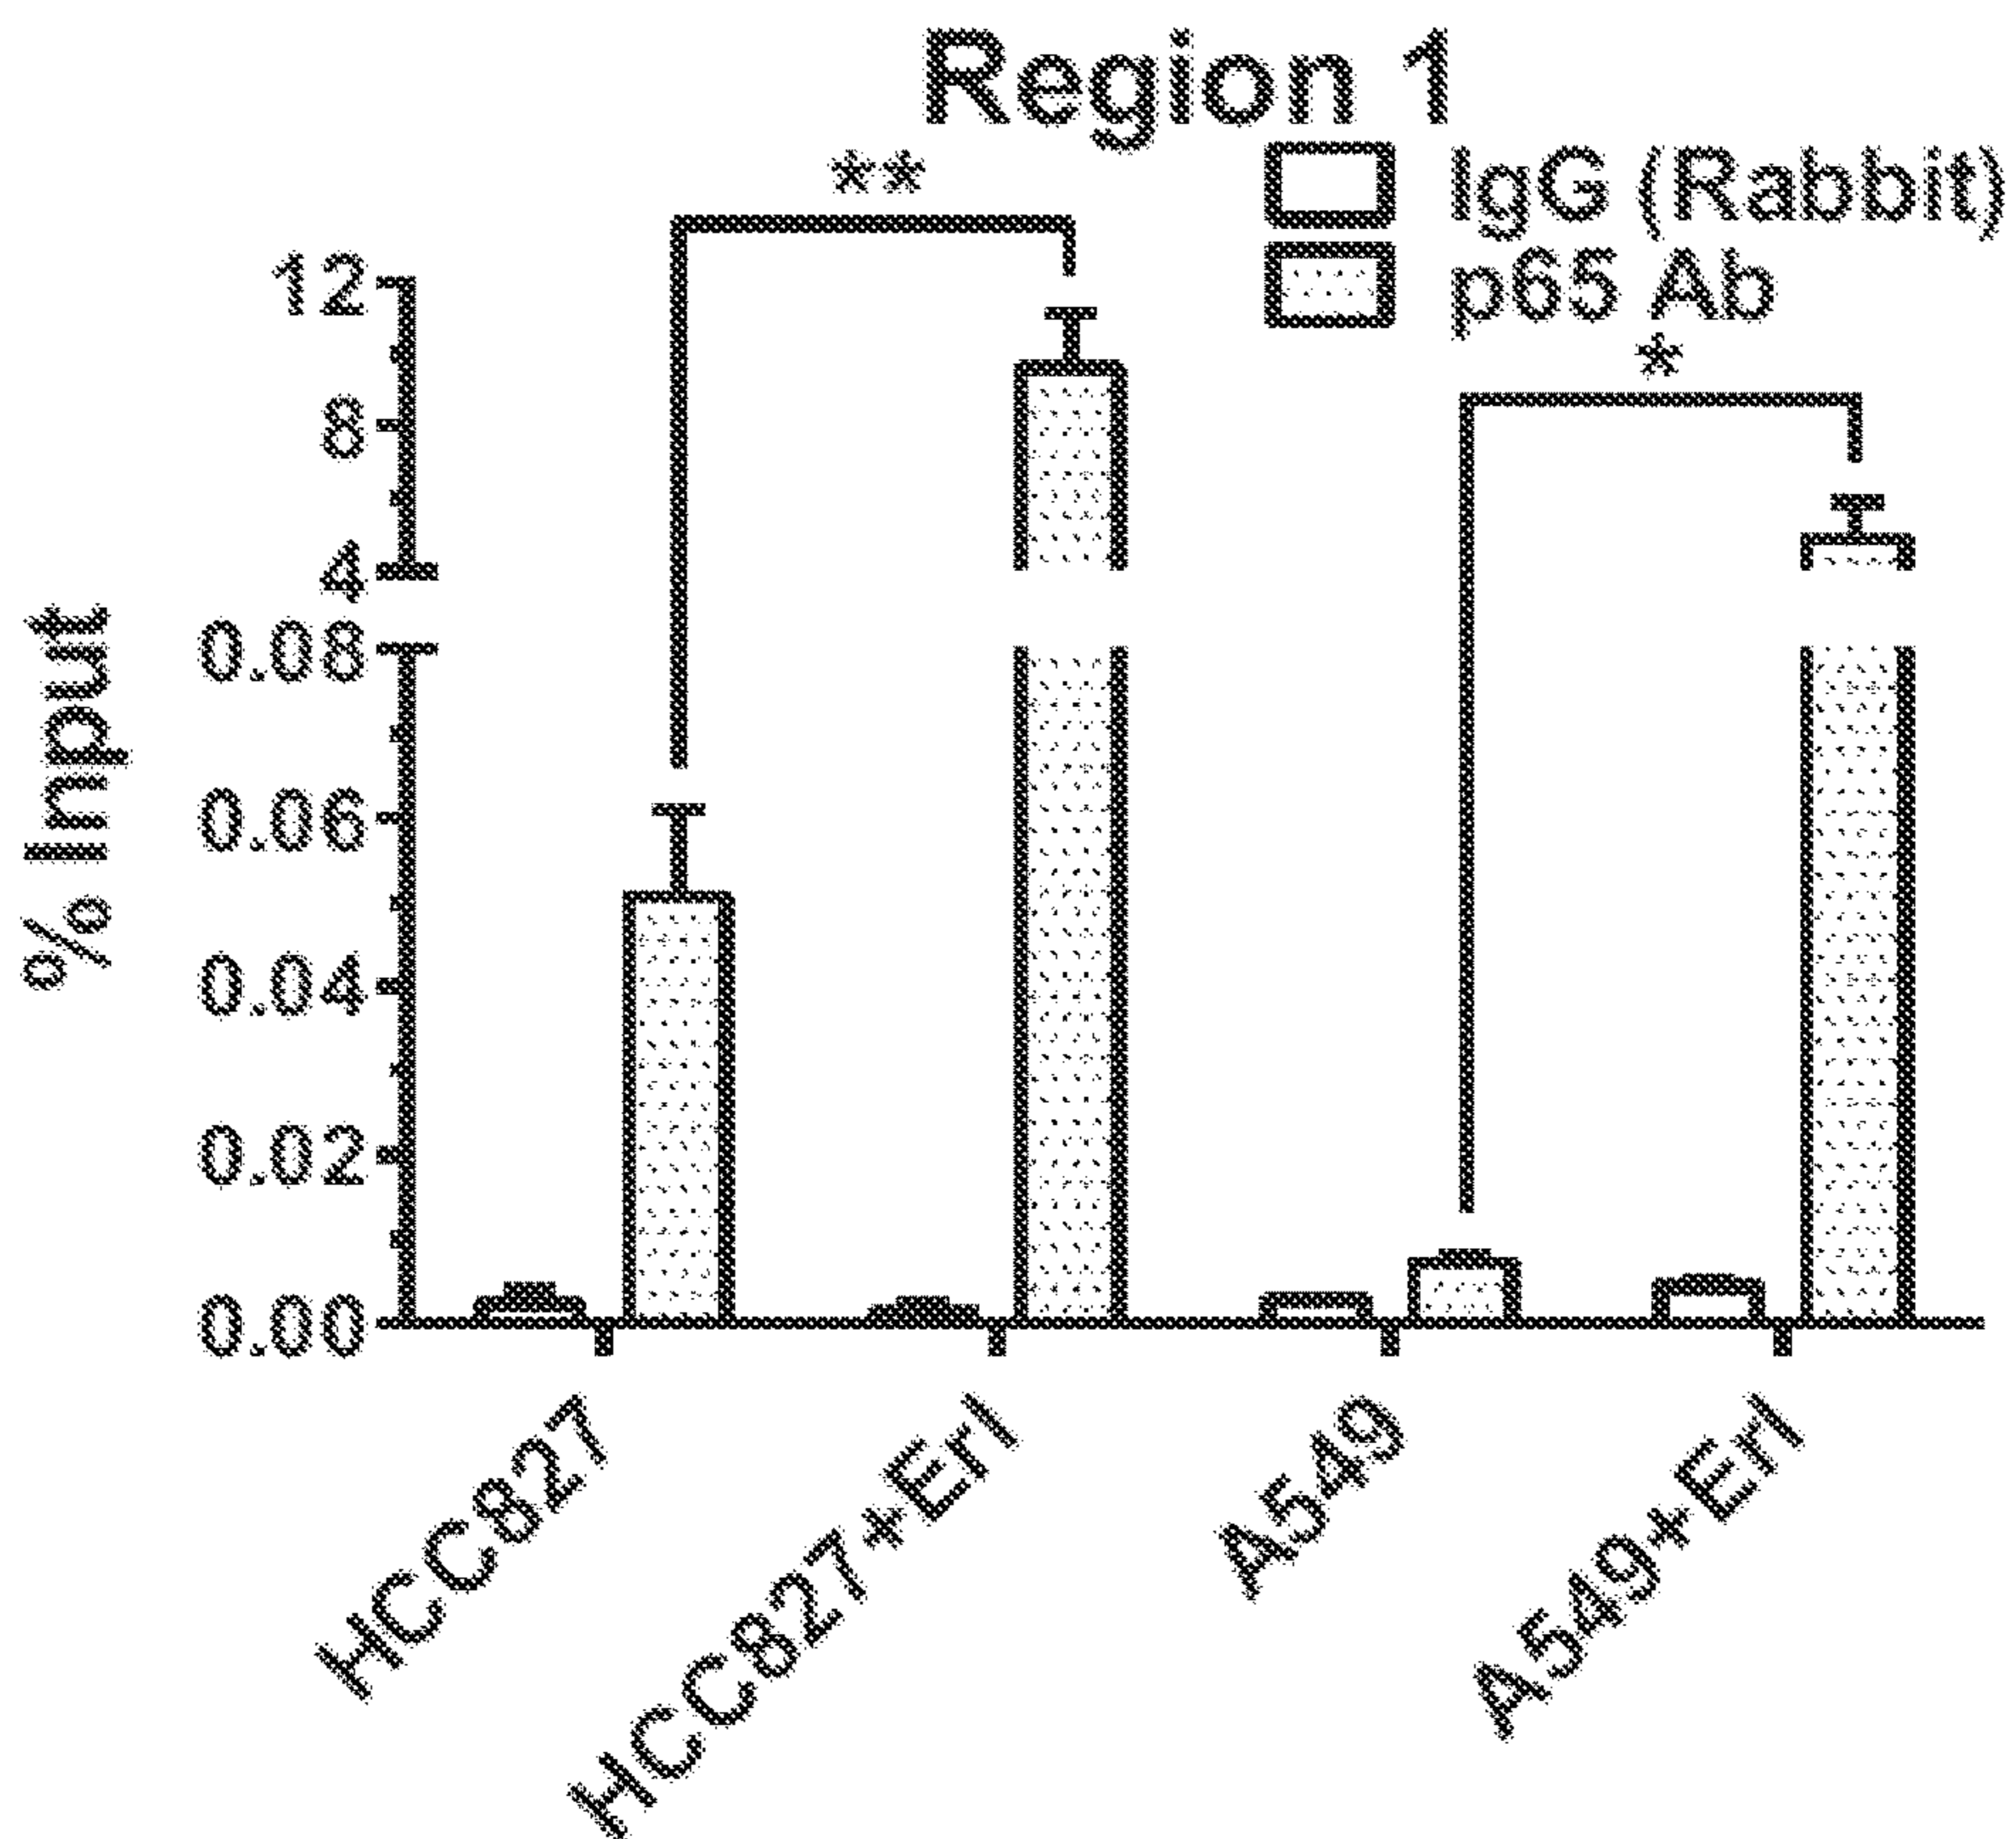 Region 1
IgG (Rabbit)
p65 Ab
**
*
% Input
12
8
4
0.08
0.06
0.04
0.02
0.00
HCC827
HCC827+Erl
A549
A549+Erl